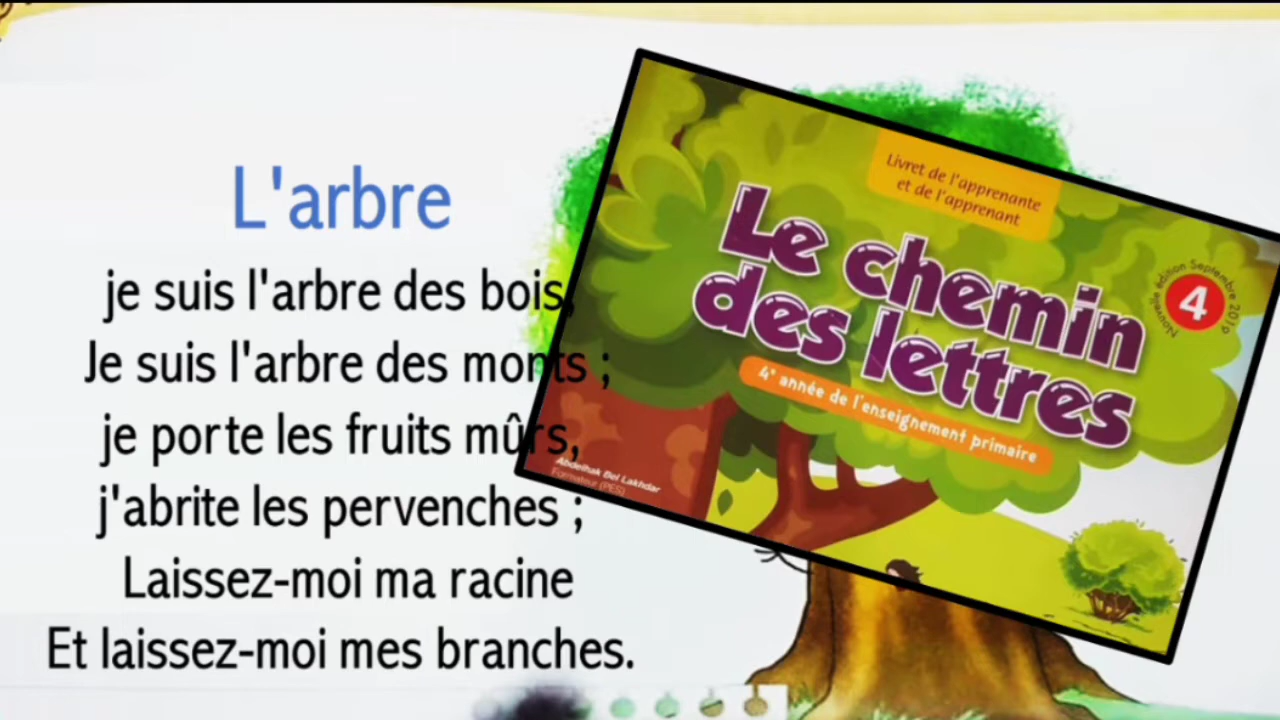 L'arbre
je suis l'arbre des bois,
Je suis l'arbre des monts ;
je porte les fruits mûrs,
j'abrite les pervenches ;
Laissez-moi ma racine
Et laissez-moi mes branches.
Livret de l'apprenante
et de l'apprenant
Le chemin
des lettres
4e année de l'enseignement primaire
Nouvelle édition Septembre 2019
4
Abdelhak Bel Lakhdar
Formateur (PES)